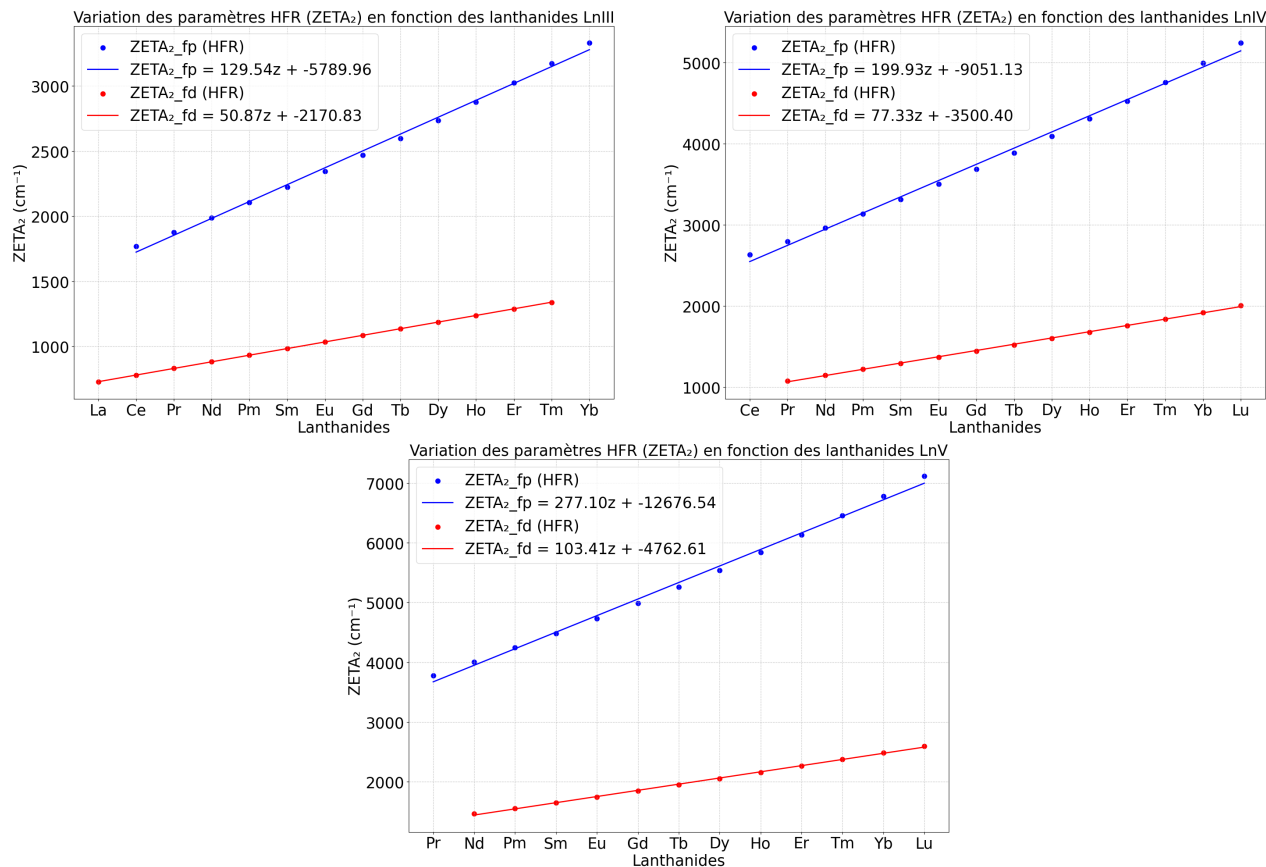 Variation des paramètres HFR (ZETA₂) en fonction des lanthanides LnIII
ZETA₂_fp (HFR)
ZETA₂_fp = 129.54z + -5789.96
ZETA₂_fd (HFR)
ZETA₂_fd = 50.87z + -2170.83
ZETA₂ (cm⁻¹)
3000
2500
2000
1500
1000
La Ce Pr Nd Pm Sm Eu Gd Tb Dy Ho Er Tm Yb
Lanthanides
Variation des paramètres HFR (ZETA₂) en fonction des lanthanides LnIV
ZETA₂_fp (HFR)
ZETA₂_fp = 199.93z + -9051.13
ZETA₂_fd (HFR)
ZETA₂_fd = 77.33z + -3500.40
ZETA₂ (cm⁻¹)
5000
4000
3000
2000
1000
Ce Pr Nd Pm Sm Eu Gd Tb Dy Ho Er Tm Yb Lu
Lanthanides
Variation des paramètres HFR (ZETA₂) en fonction des lanthanides LnV
ZETA₂_fp (HFR)
ZETA₂_fp = 277.10z + -12676.54
ZETA₂_fd (HFR)
ZETA₂_fd = 103.41z + -4762.61
ZETA₂ (cm⁻¹)
7000
6000
5000
4000
3000
2000
Pr Nd Pm Sm Eu Gd Tb Dy Ho Er Tm Yb Lu
Lanthanides